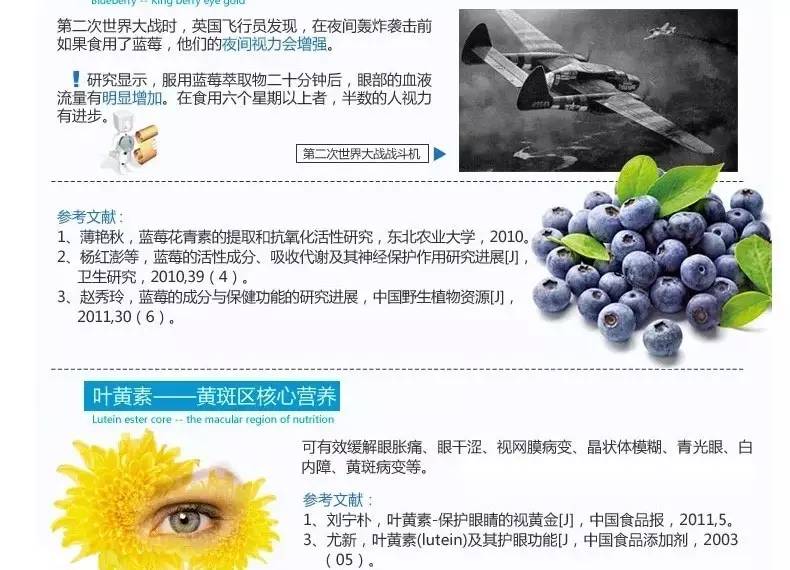 Blueberry -- King berry eye gold
第二次世界大战时，英国飞行员发现，在夜间轰炸袭击前
如果食用了蓝莓，他们的夜间视力会增强。
！研究显示，服用蓝莓萃取物二十分钟后，眼部的血液
流量有明显增加。在食用六个星期以上者，半数的人视力
有进步。
第二次世界大战战斗机
参考文献：
1、薄艳秋，蓝莓花青素的提取和抗氧化活性研究，东北农业大学，2010。
2、杨红澎等，蓝莓的活性成分、吸收代谢及其神经保护作用研究进展[J]，
卫生研究，2010,39（4）。
3、赵秀玲，蓝莓的成分与保健功能的研究进展，中国野生植物资源[J]，
2011,30（6）。
叶黄素——黄斑区核心营养
Lutein ester core -- the macular region of nutrition
可有效缓解眼胀痛、眼干涩、视网膜病变、晶状体模糊、青光眼、白
内障、黄斑病变等。
参考文献：
1、刘宁朴，叶黄素-保护眼睛的视黄金[J]，中国食品报，2011,5。
3、尤新，叶黄素(lutein)及其护眼功能[J，中国食品添加剂，2003
（05）。